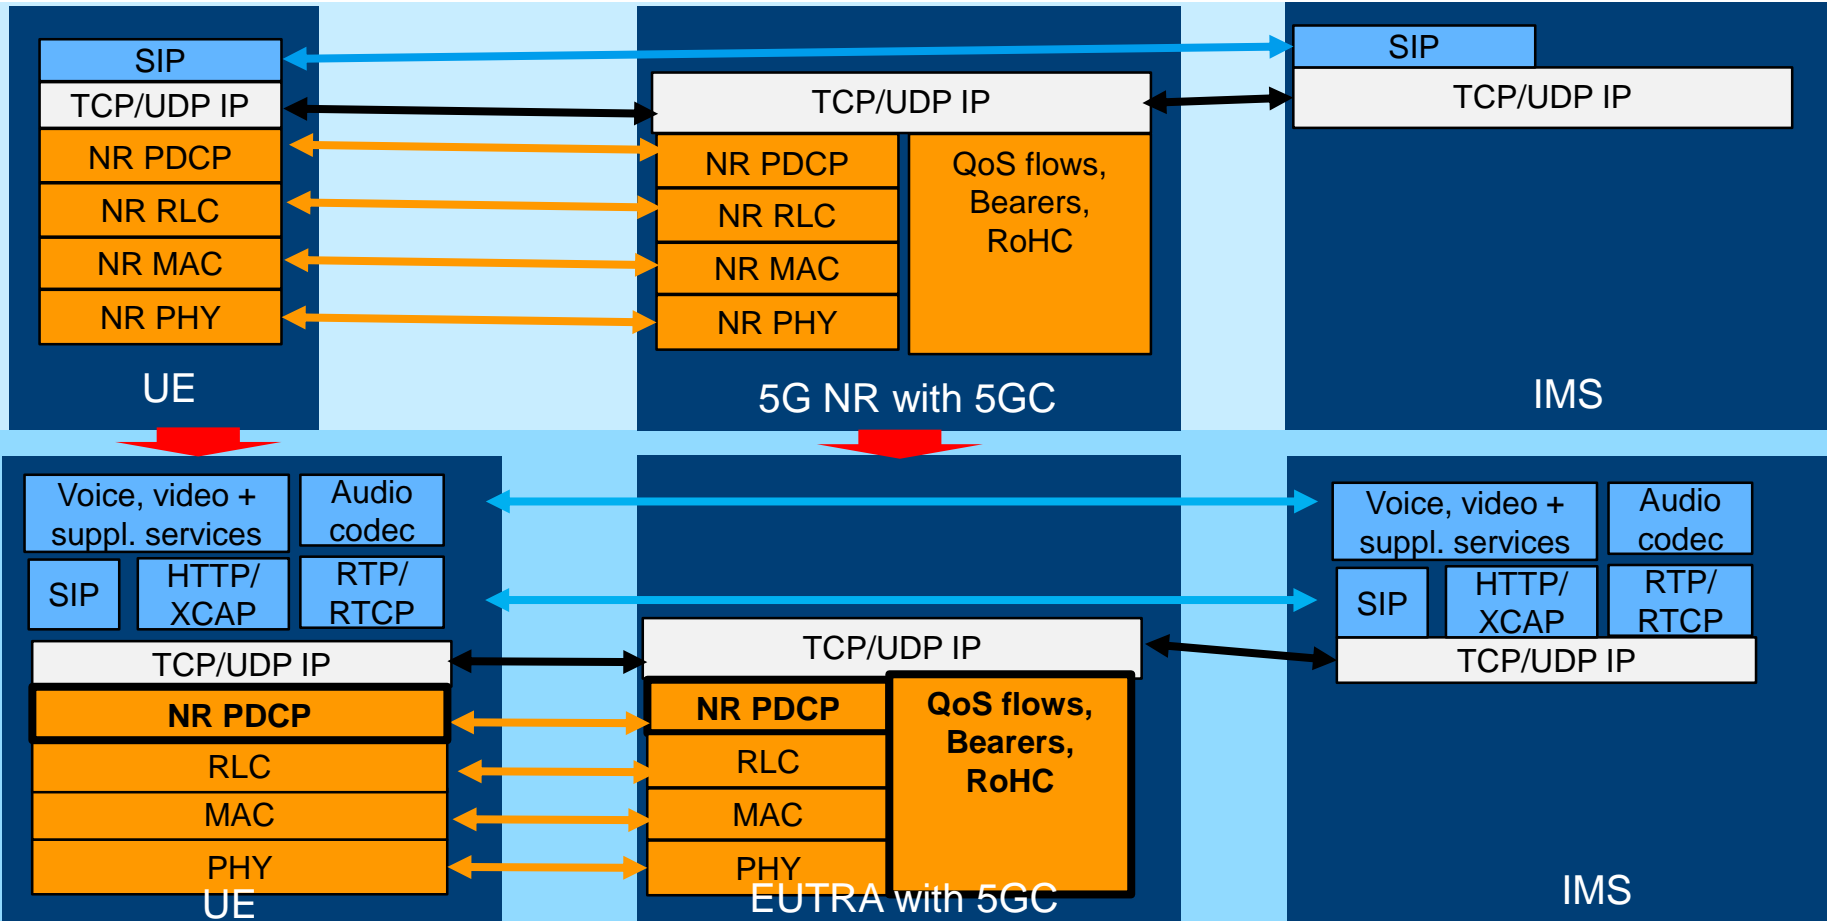 SIP
TCP/UDP IP
NR PDCP
NR RLC
NR MAC
NR PHY
UE
TCP/UDP IP
NR PDCP
NR RLC
NR MAC
NR PHY
QoS flows,
Bearers,
RoHC
5G NR with 5GC
SIP
TCP/UDP IP
IMS
Voice, video +
suppl. services
Audio
codec
SIP
HTTP/
XCAP
RTP/
RTCP
TCP/UDP IP
NR PDCP
RLC
MAC
PHY
UE
TCP/UDP IP
NR PDCP
RLC
MAC
PHY
QoS flows,
Bearers,
RoHC
EUTRA with 5GC
Voice, video +
suppl. services
Audio
codec
SIP
HTTP/
XCAP
RTP/
RTCP
TCP/UDP IP
IMS